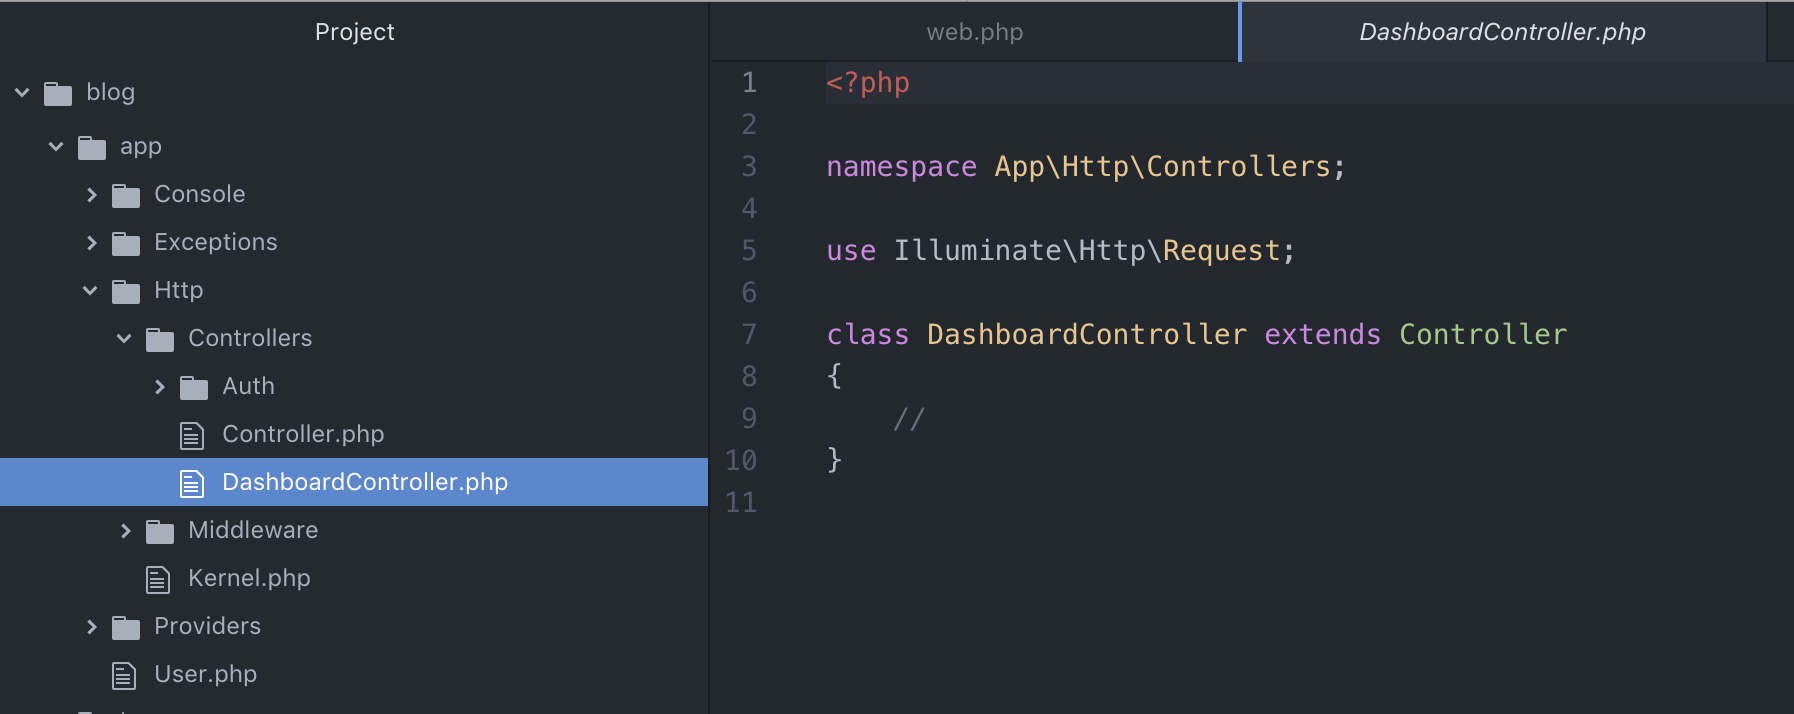 Project
blog
app
Console
Exceptions
Http
Controllers
Auth
Controller.php
DashboardController.php
Middleware
Kernel.php
Providers
User.php
web.php
DashboardController.php
1 <?php
2
3 namespace App\Http\Controllers;
4
5 use Illuminate\Http\Request;
6
7 class DashboardController extends Controller
8 {
9 //
10 }
11